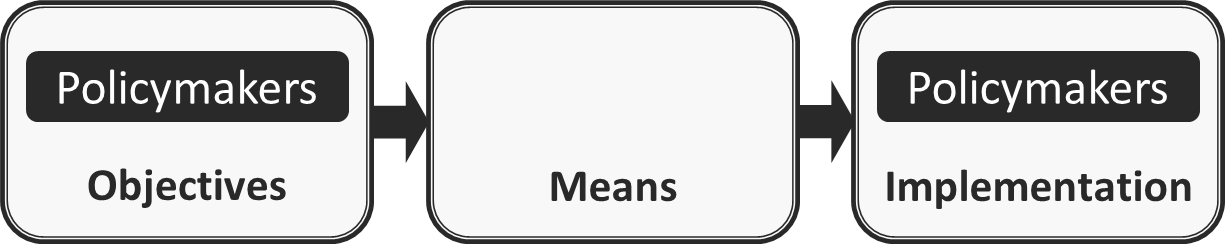 Policymakers
Objectives
Means
Policymakers
Implementation